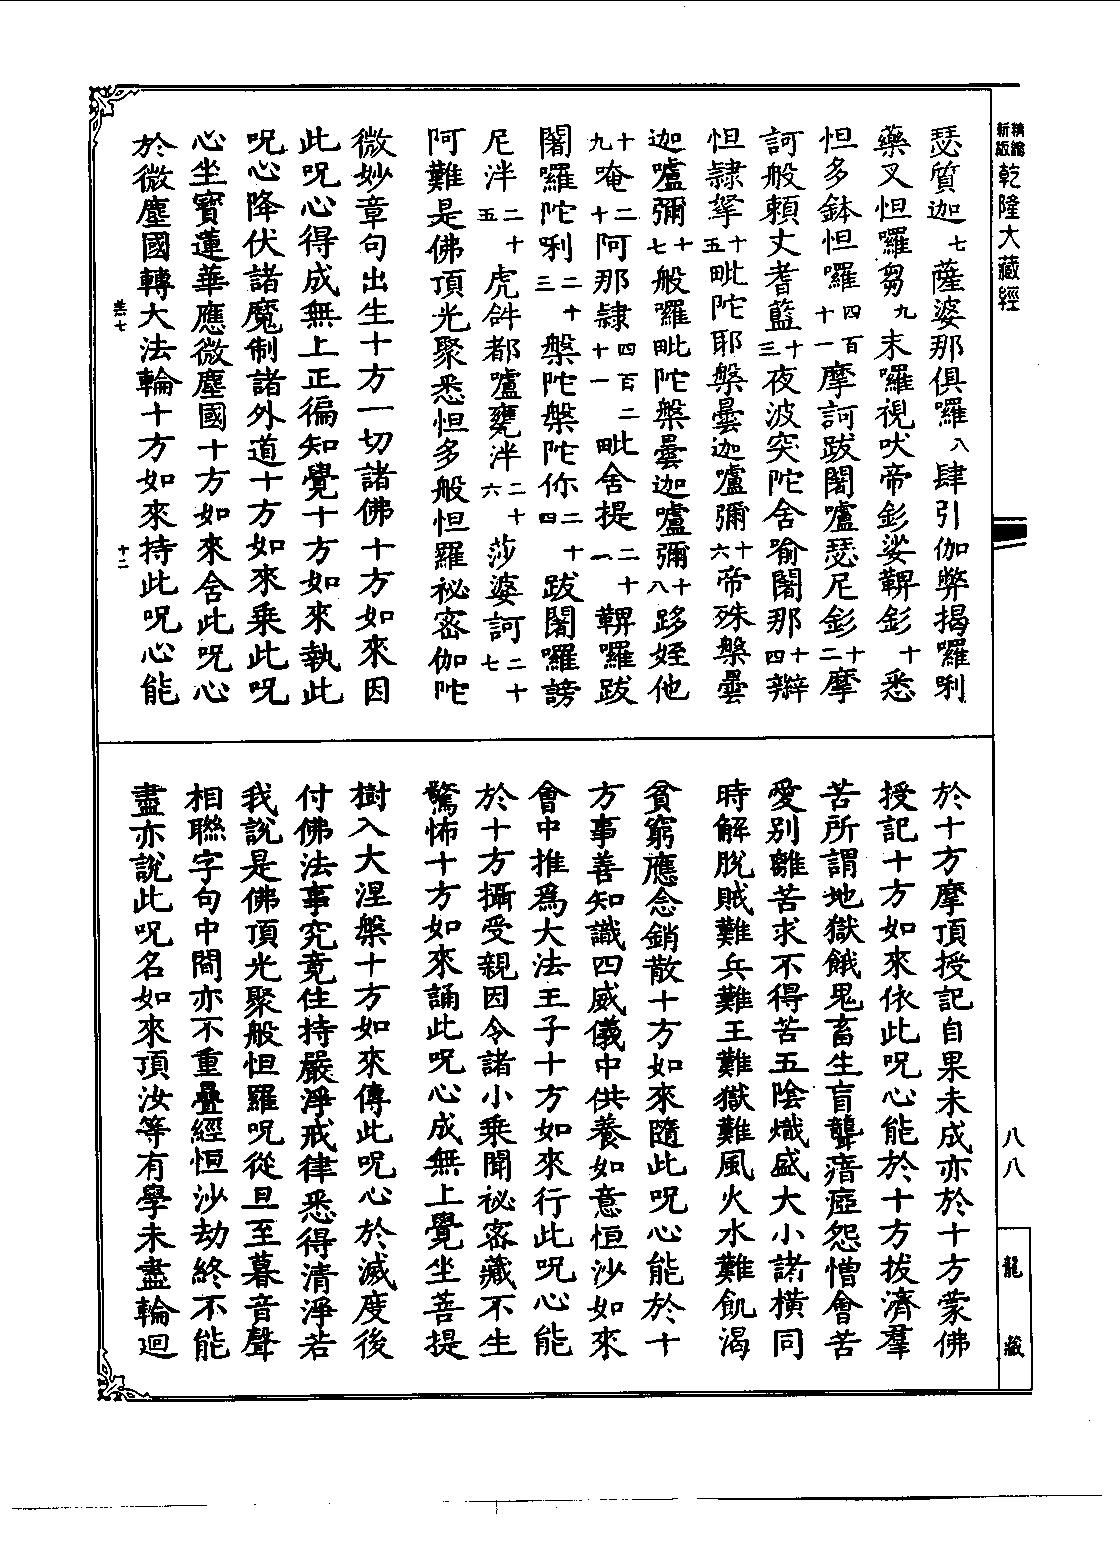 精縮新版乾隆大藏經
瑟質迦七薩婆那俱羅八肆引伽弊揭羅唎
藥叉怛囉芻九末囉視吠帝釤娑鞞釤十悉
怛多鉢怛囉四百十一摩訶跋闍嚧瑟尼釤十二摩
訶般賴丈耆藍十三夜波突陀舍喻闍那十四辮
怛隸拏十五毗陀耶槃曇迦嚧彌十六帝殊槃曇
迦嚧彌十七般囉毗陀槃曇迦嚧彌十八跢姪他
十九唵二十阿那隸四百二十一毗舍提二十一鞞囉跋
闍囉陀唎二十三槃陀槃陀你二十四跋闍囉謗
尼泮二十五虎𤙖都嚧甕泮二十六莎婆訶二十七
阿難是佛頂光聚悉怛多般怛羅祕密伽陀
微妙章句出生十方一切諸佛十方如來因
此呪心得成無上正徧知覺十方如來執此
呪心降伏諸魔制諸外道十方如來乘此呪
心坐寶蓮華應微塵國十方如來舍此呪心
於微塵國轉大法輪十方如來持此呪心能
卷七
十二
於十方摩頂授記自果未成亦於十方蒙佛
授記十方如來依此呪心能於十方拔濟羣
苦所謂地獄餓鬼畜生盲聾瘖瘂怨憎會苦
愛別離苦求不得苦五陰熾盛大小諸橫同
時解脫賊難兵難王難獄難風火水難飢渴
貧窮應念銷散十方如來隨此呪心能於十
方事善知識四威儀中供養如意恒沙如來
會中推爲大法王子十方如來行此呪心能
於十方攝受親因令諸小乘聞祕密藏不生
驚怖十方如來誦此呪心成無上覺坐菩提
樹入大涅槃十方如來傳此呪心於滅度後
付佛法事究竟住持嚴淨戒律悉得清淨若
我說是佛頂光聚般怛羅呪從旦至暮音聲
相聯字句中間亦不重疊經恒沙劫終不能
盡亦說此呪名如來頂汝等有學未盡輪迴
八八
龍藏